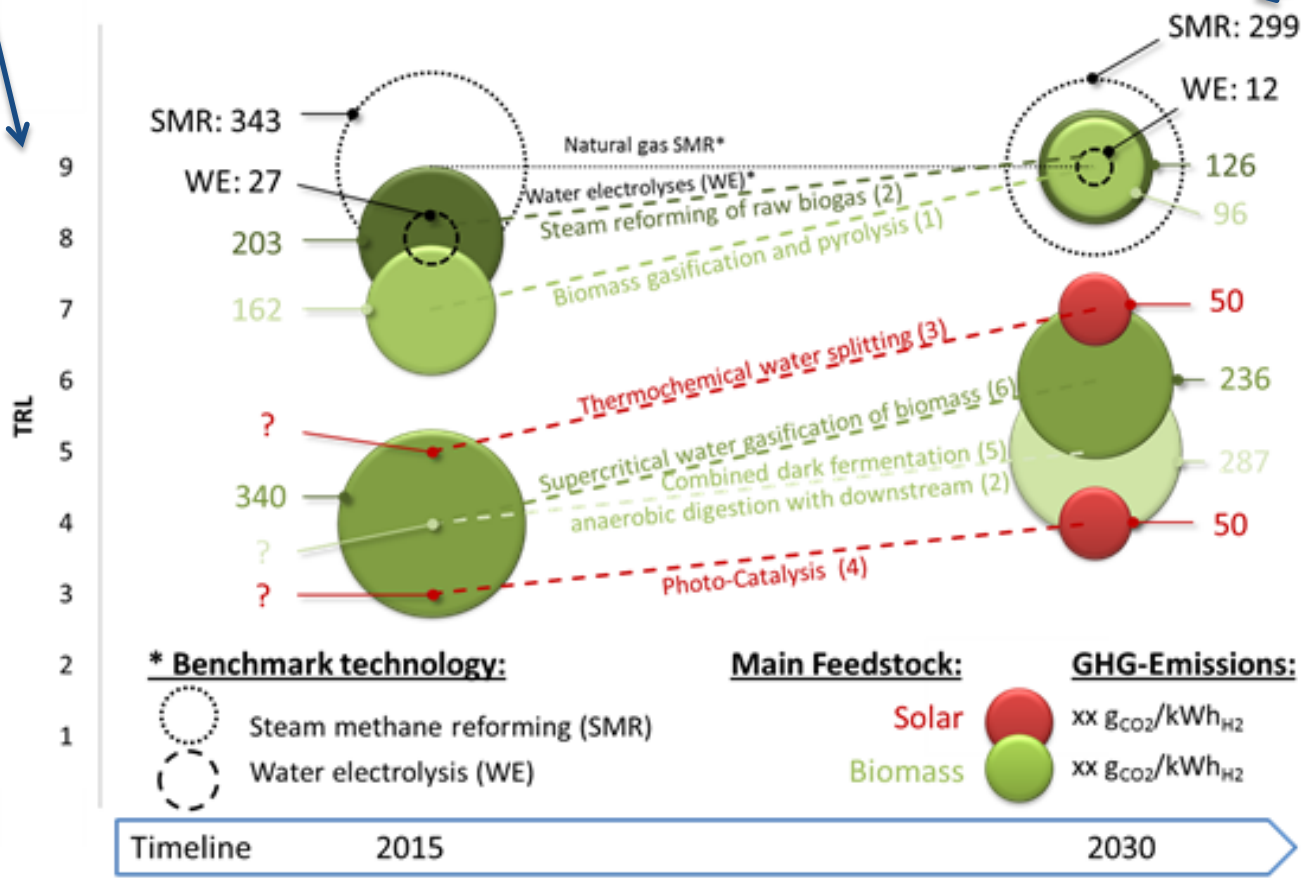 SMR: 299
WE: 12
SMR: 343
WE: 27
Natural gas SMR*
Water electrolyses (WE)*
Steam reforming of raw biogas (2)
Biomass gasification and pyrolysis (1)
203
162
126
96
Thermochemical water splitting (3)
50
Supercritical water gasification of biomass (6)
236
Combined dark fermentation (5)
anaerobic digestion with downstream (2)
287
Photo-Catalysis (4)
50
?
340
?
?
TRL
9
8
7
6
5
4
3
2
1
* Benchmark technology:
Steam methane reforming (SMR)
Water electrolysis (WE)
Main Feedstock:
Solar
Biomass
GHG-Emissions:
xx gCO2/kWhH2
xx gCO2/kWhH2
Timeline
2015
2030